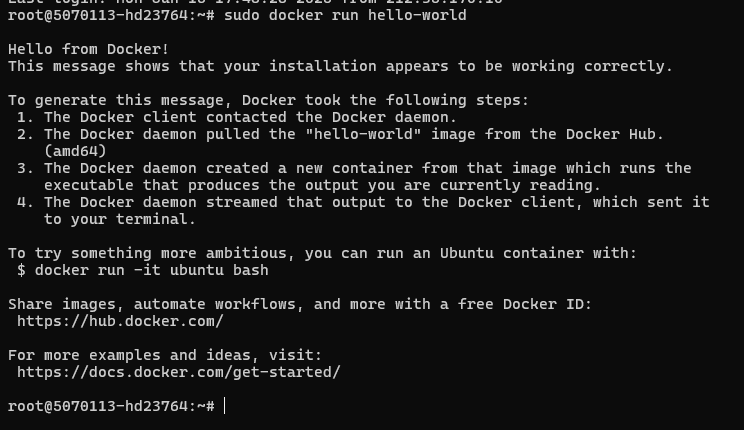 root@5070113-hd23764:~# sudo docker run hello-world
Hello from Docker!
This message shows that your installation appears to be working correctly.
To generate this message, Docker took the following steps:
1. The Docker client contacted the Docker daemon.
2. The Docker daemon pulled the "hello-world" image from the Docker Hub.
(amd64)
3. The Docker daemon created a new container from that image which runs the
executable that produces the output you are currently reading.
4. The Docker daemon streamed that output to the Docker client, which sent it
to your terminal.
To try something more ambitious, you can run an Ubuntu container with:
$ docker run -it ubuntu bash
Share images, automate workflows, and more with a free Docker ID:
https://hub.docker.com/
For more examples and ideas, visit:
https://docs.docker.com/get-started/
root@5070113-hd23764:~#